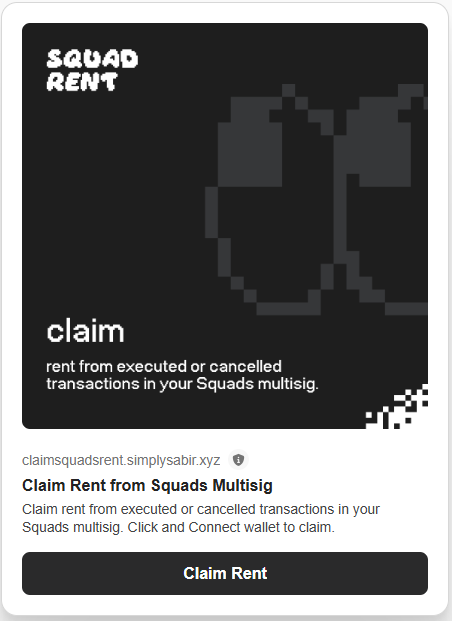 SQUAD
RENT
claim
rent from executed or cancelled
transactions in your Squads multisig.
claimsquadsrent.simplysabir.xyz
Claim Rent from Squads Multisig
Claim rent from executed or cancelled transactions in your
Squads multisig. Click and Connect wallet to claim.
Claim Rent